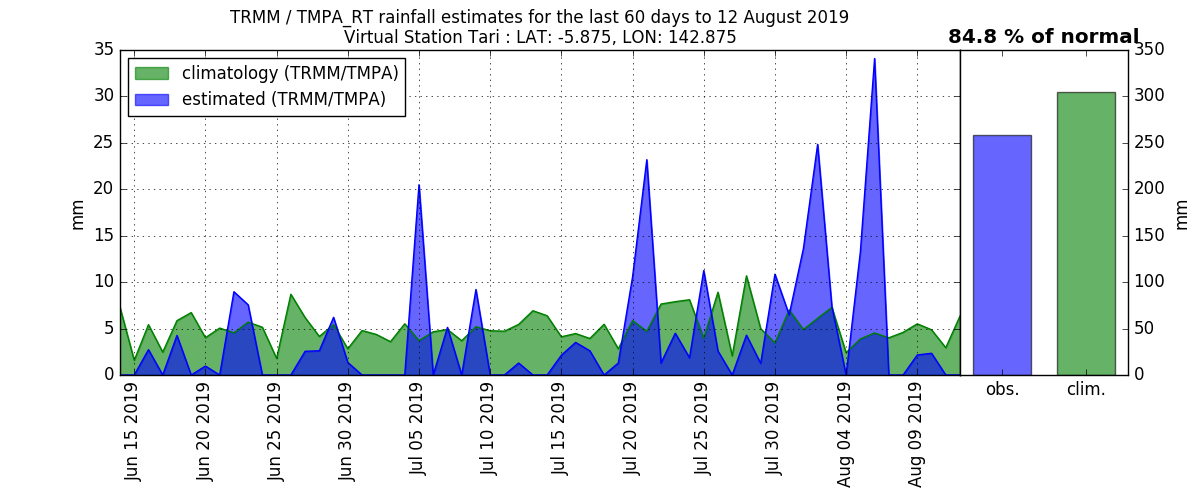 TRMM / TMPA_RT rainfall estimates for the last 60 days to 12 August 2019
Virtual Station Tari : LAT: -5.875, LON: 142.875
84.8 % of normal
climatology (TRMM/TMPA)
estimated (TRMM/TMPA)
35
30
25
20
15
10
5
0
mm
Jun 15 2019
Jun 20 2019
Jun 25 2019
Jun 30 2019
Jul 05 2019
Jul 10 2019
Jul 15 2019
Jul 20 2019
Jul 25 2019
Jul 30 2019
Aug 04 2019
Aug 09 2019
obs.
clim.
350
300
250
200
150
100
50
0
mm